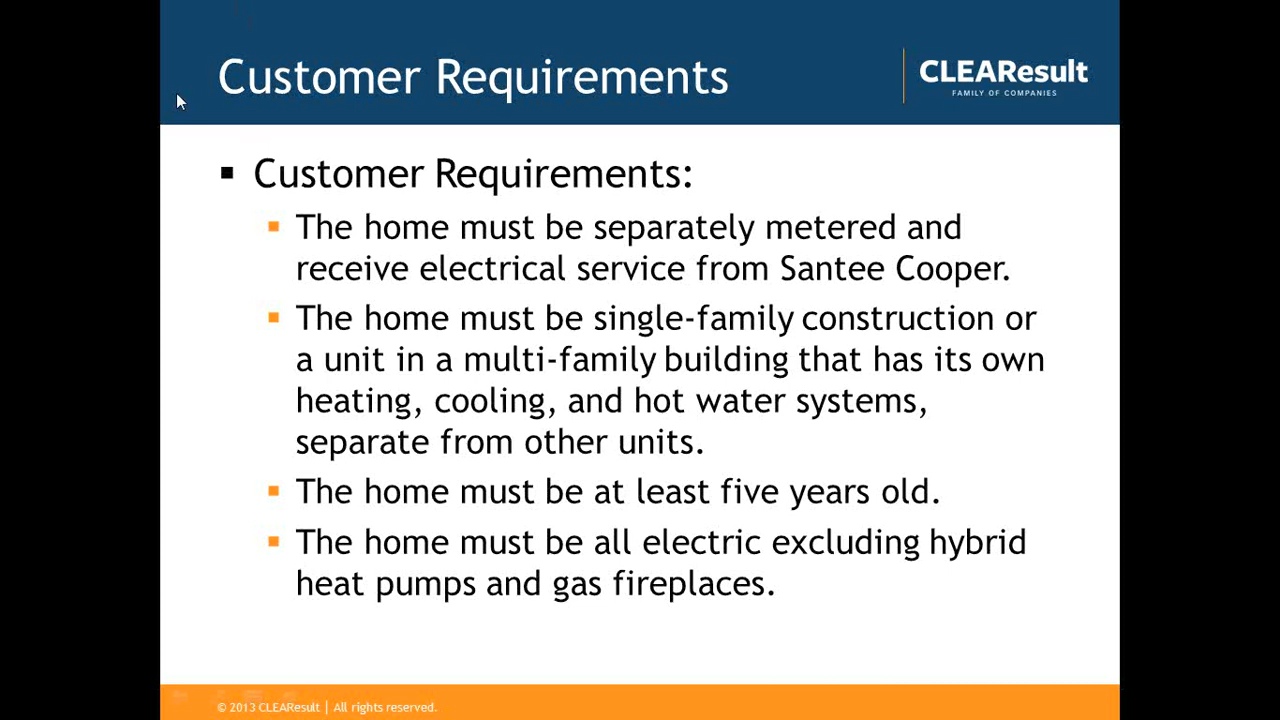 Customer Requirements
CLEAResult
FAMILY OF COMPANIES
▪ Customer Requirements:
▪ The home must be separately metered and
receive electrical service from Santee Cooper.
▪ The home must be single-family construction or
a unit in a multi-family building that has its own
heating, cooling, and hot water systems,
separate from other units.
▪ The home must be at least five years old.
▪ The home must be all electric excluding hybrid
heat pumps and gas fireplaces.
© 2013 CLEAResult | All rights reserved.